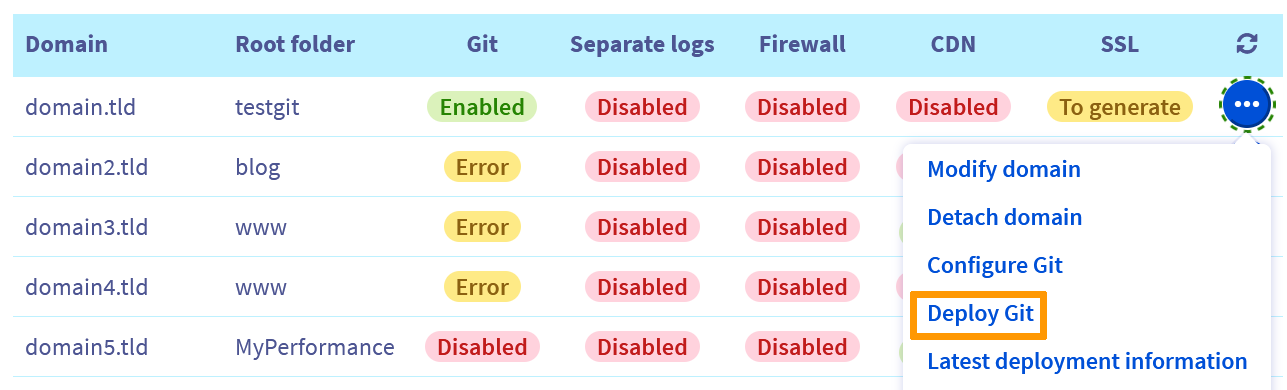 Domain Root folder Git Separate logs Firewall CDN SSL
domain.tld testgit Enabled Disabled Disabled Disabled To generate
domain2.tld blog Error Disabled Disabled
Modify domain
domain3.tld www Error Disabled Disabled
Detach domain
Configure Git
domain4.tld www Error Disabled Disabled
Deploy Git
domain5.tld MyPerformance Disabled Disabled Disabled
Latest deployment information